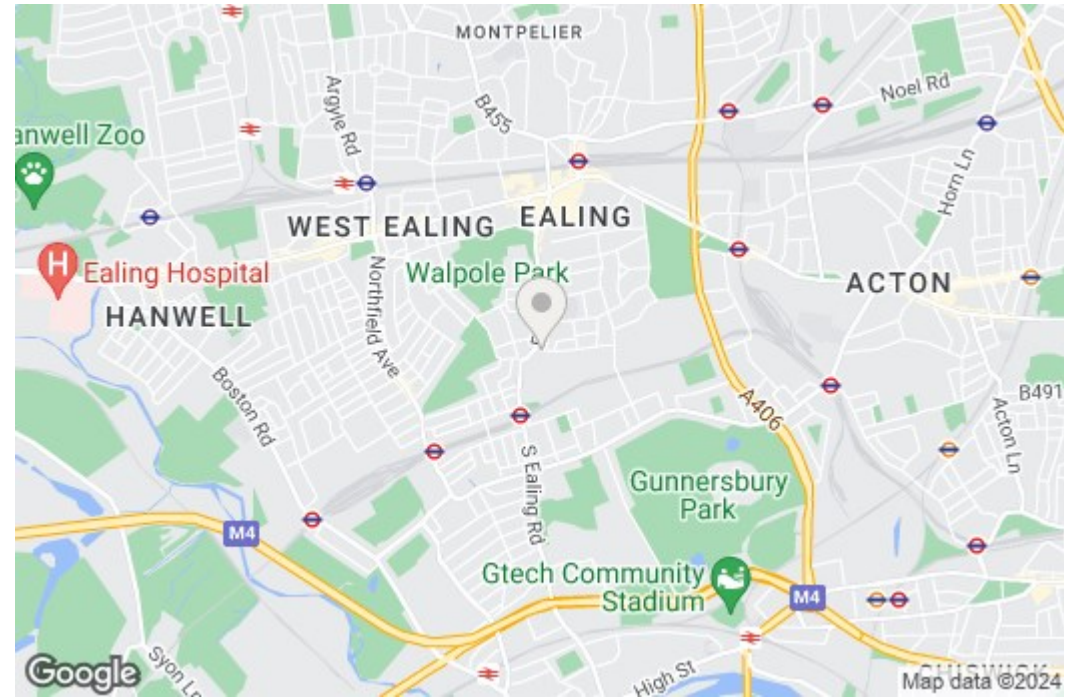 MONTPELIER
Noel Rd
Argyle Rd
B455
anwell Zoo
Horn Ln
WEST EALING
EALING
Ealing Hospital
Walpole Park
ACTON
HANWELL
Northfield Ave
Boston Rd
A406
B491
Acton Ln
S Ealing Rd
Gunnersbury
Park
M4
Gtech Community
Stadium
M4
Syon Ln
High St
CHISWICK
Google
Map data ©2024